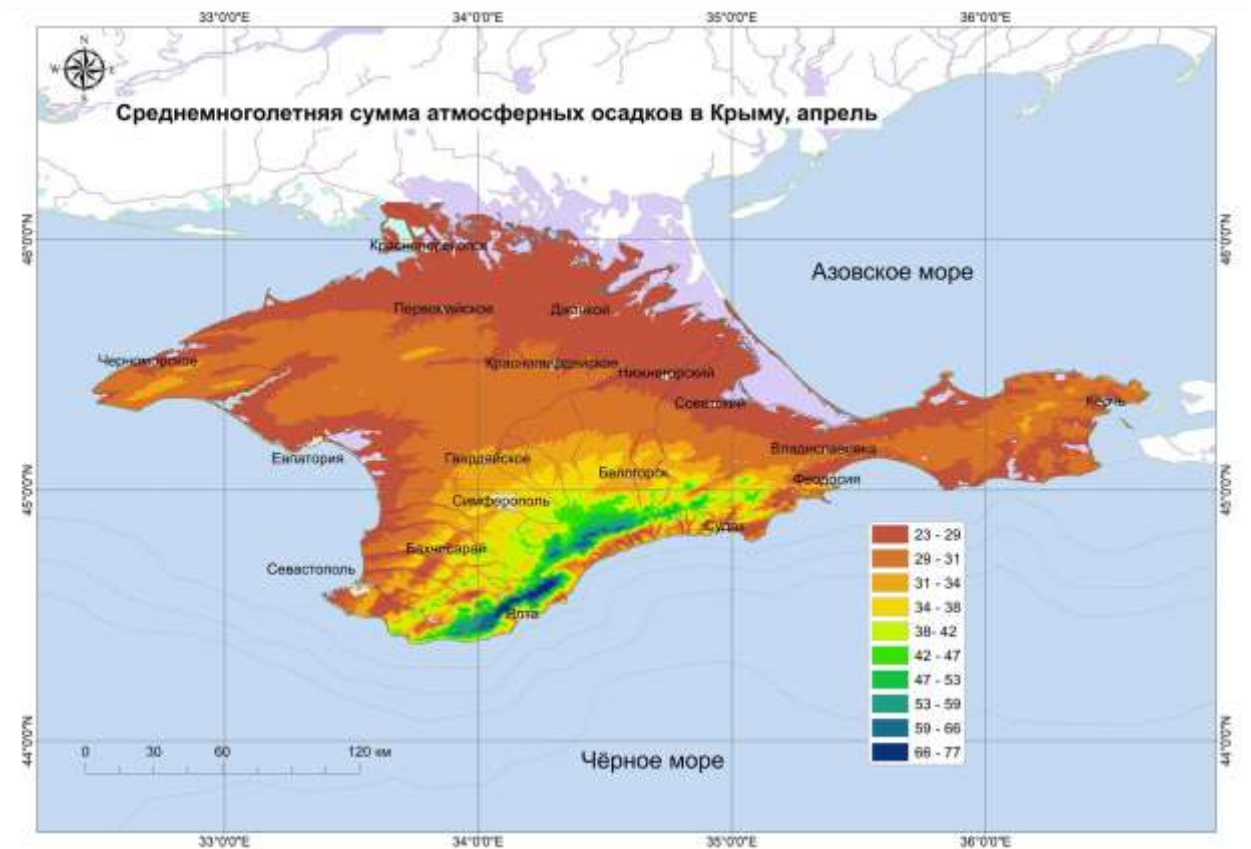 33°0'0"E 34°0'0"E 35°0'0"E 36°0'0"E
N
W E
S
Среднемноголетняя сумма атмосферных осадков в Крыму, апрель
46°0'0"N 46°0'0"N
Красноперекопск
Азовское море
Первомайское Джанкой
Черноморское
Красногвардейское
Нижнегорский
Советский
Керчь
Владиславовка
Евпатория Гвардейское
Белогорск
Феодория
45°0'0"N 45°0'0"N
Симферополь
Судак
Бахчисарай
Севастополь
Ялта
23 - 29
29 - 31
31 - 34
34 - 38
38- 42
42 - 47
47 - 53
53 - 59
59 - 66
66 - 77
44°0'0"N 44°0'0"N
0 30 60 120 км
Чёрное море
33°0'0"E 34°0'0"E 35°0'0"E 36°0'0"E